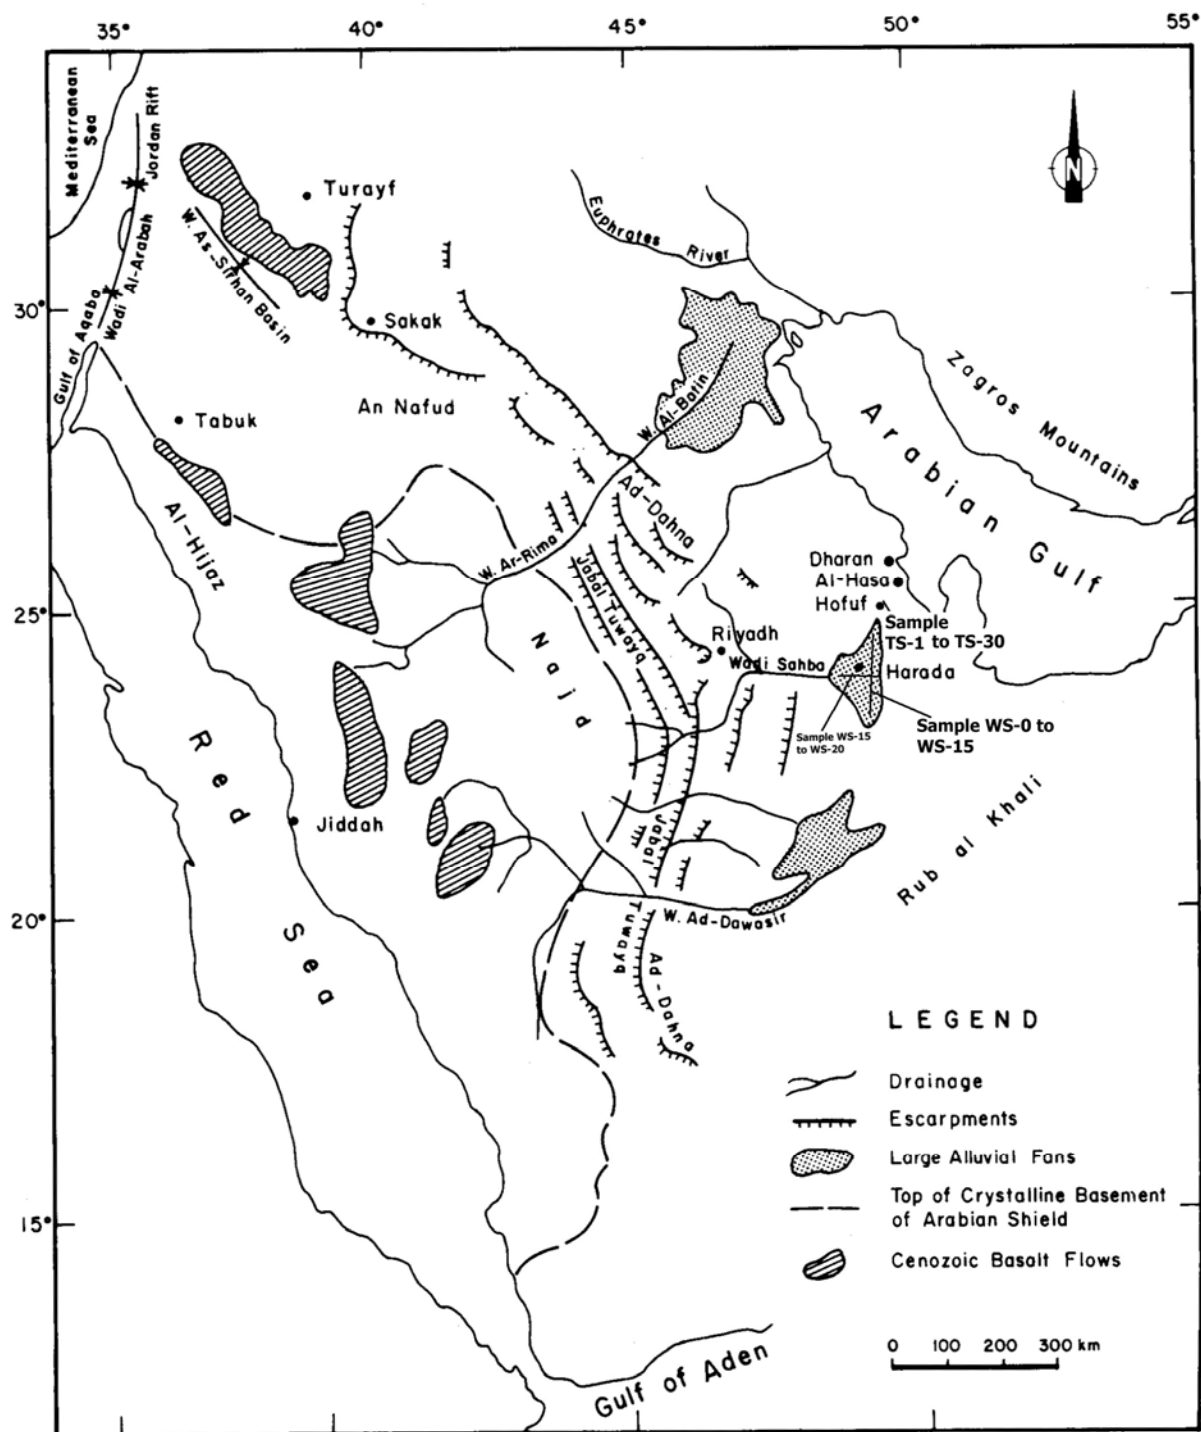 35°
40°
45°
50°
55°
Mediterranean
Sea
Jordan Rift
Turayf
W. As-Sirhan Basin
Euphrates River
N
30°
Gulf of Aqaba
Wadi Al-Arabah
Sakak
Zagros Mountains
An Nafud
W. Al-Batin
Tabuk
Arabian Gulf
Al-Hijaz
Ad-Dahna
W. Ar-Rima
Jabal Tuwayq
Dharan
Al-Hasa
Hofuf
25°
Sample
TS-1 to TS-30
Riyadh
Wadi Sahba
Harada
Najd
Sample WS-15
to WS-20
Sample WS-0 to
WS-15
Red Sea
Jiddah
Jabal
Tuwayq
Rub al Khali
20°
W. Ad-Dawasir
Ad-Dahna
LEGEND
Drainage
Escarpments
Large Alluvial Fans
Top of Crystalline Basement
of Arabian Shield
15°
Cenozoic Basalt Flows
0 100 200 300 km
Gulf of Aden